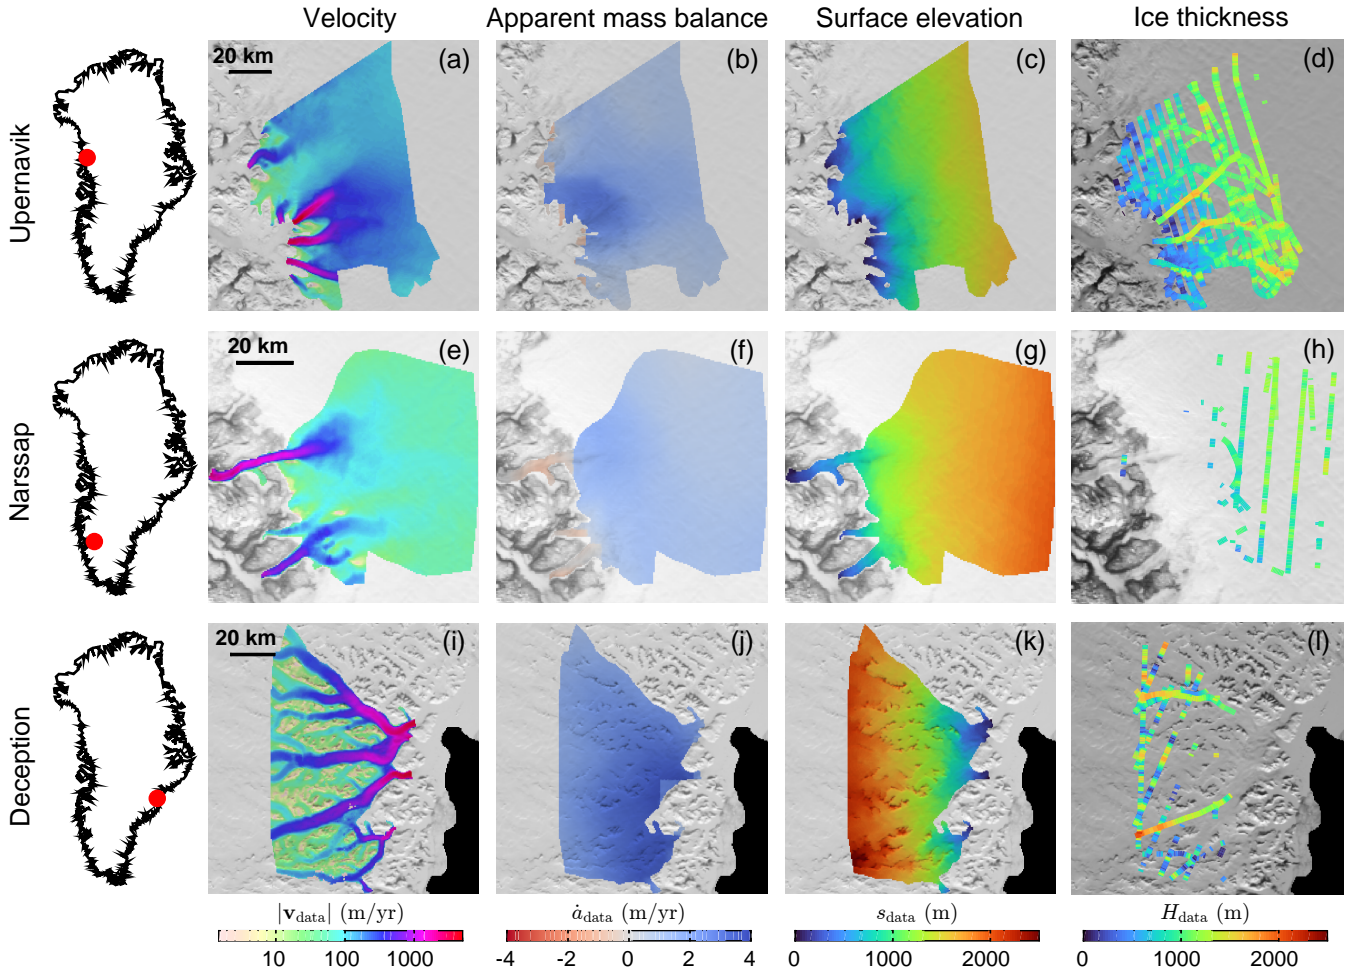 Velocity
Apparent mass balance
Surface elevation
Ice thickness
Upernavik
20 km
(a)
(b)
(c)
(d)
Narssap
20 km
(e)
(f)
(g)
(h)
Deception
20 km
(i)
(j)
(k)
(l)
|v_data| (m/yr)
ȧ_data (m/yr)
s_data (m)
H_data (m)
10 100 1000
-4 -2 0 2 4
0 1000 2000
0 1000 2000